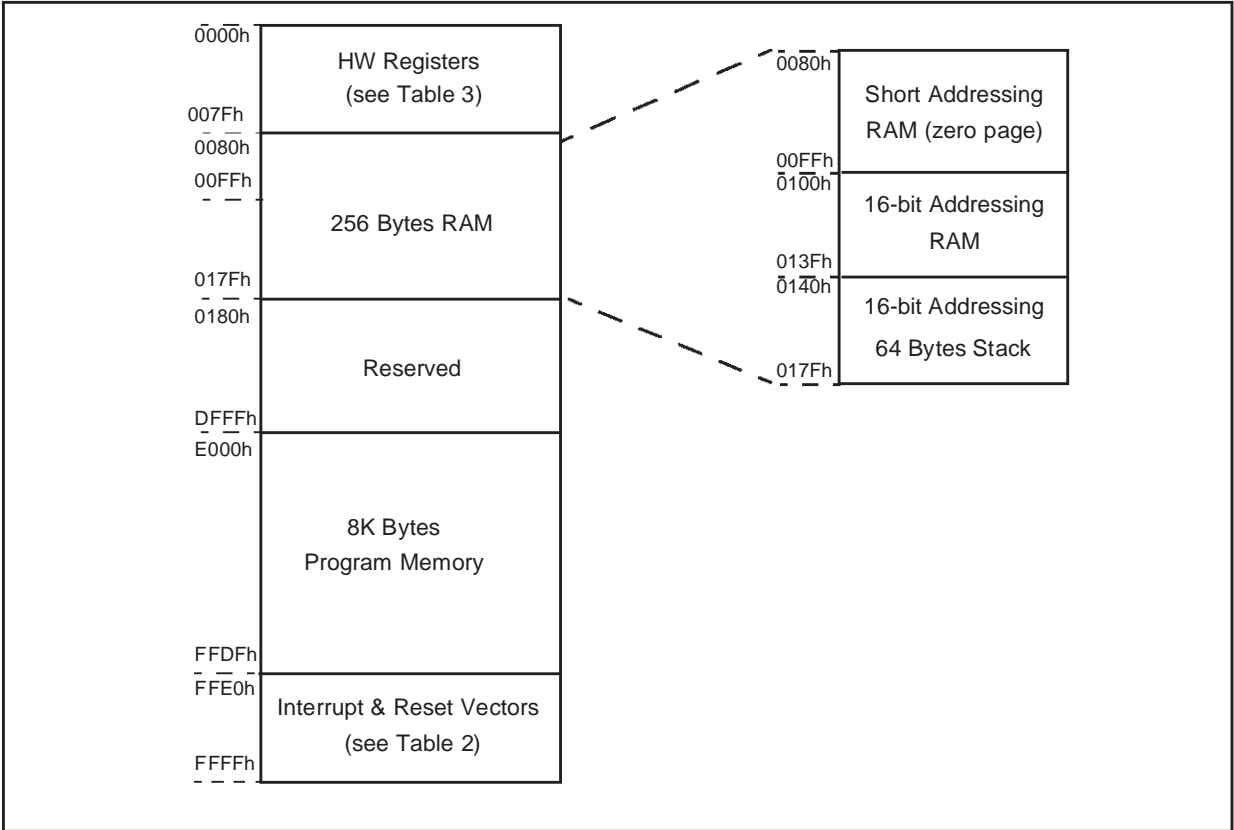 0000h
HW Registers
(see Table 3)
007Fh
0080h
00FFh
256 Bytes RAM
017Fh
0180h
Reserved
DFFFh
E000h
8K Bytes
Program Memory
FFDFh
FFE0h
Interrupt & Reset Vectors
(see Table 2)
FFFFh
0080h
Short Addressing
RAM (zero page)
00FFh
0100h
16-bit Addressing
RAM
013Fh
0140h
16-bit Addressing
64 Bytes Stack
017Fh